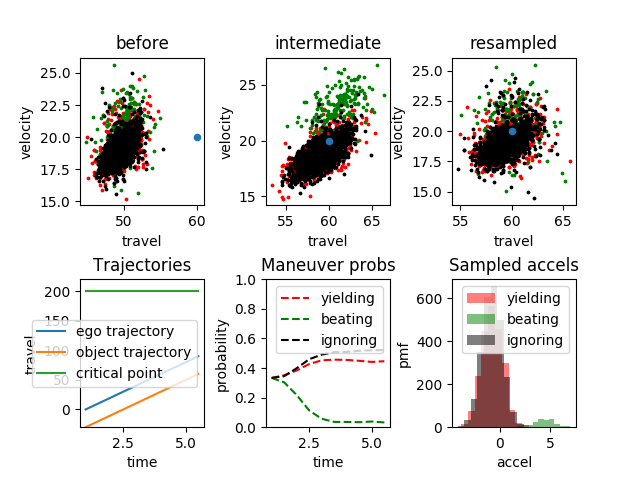 before
intermediate
resampled
velocity
25.0
22.5
20.0
17.5
15.0
50
60
travel
velocity
25
20
15
55
60
65
travel
velocity
25.0
22.5
20.0
17.5
15.0
55
60
65
travel
Trajectories
Maneuver probs
Sampled accels
travel
200
150
100
50
0
ego trajectory
object trajectory
critical point
2.5
5.0
time
probability
1.0
0.8
0.6
0.4
0.2
0.0
yielding
beating
ignoring
2.5
5.0
time
pmf
600
400
200
0
yielding
beating
ignoring
0
5
accel